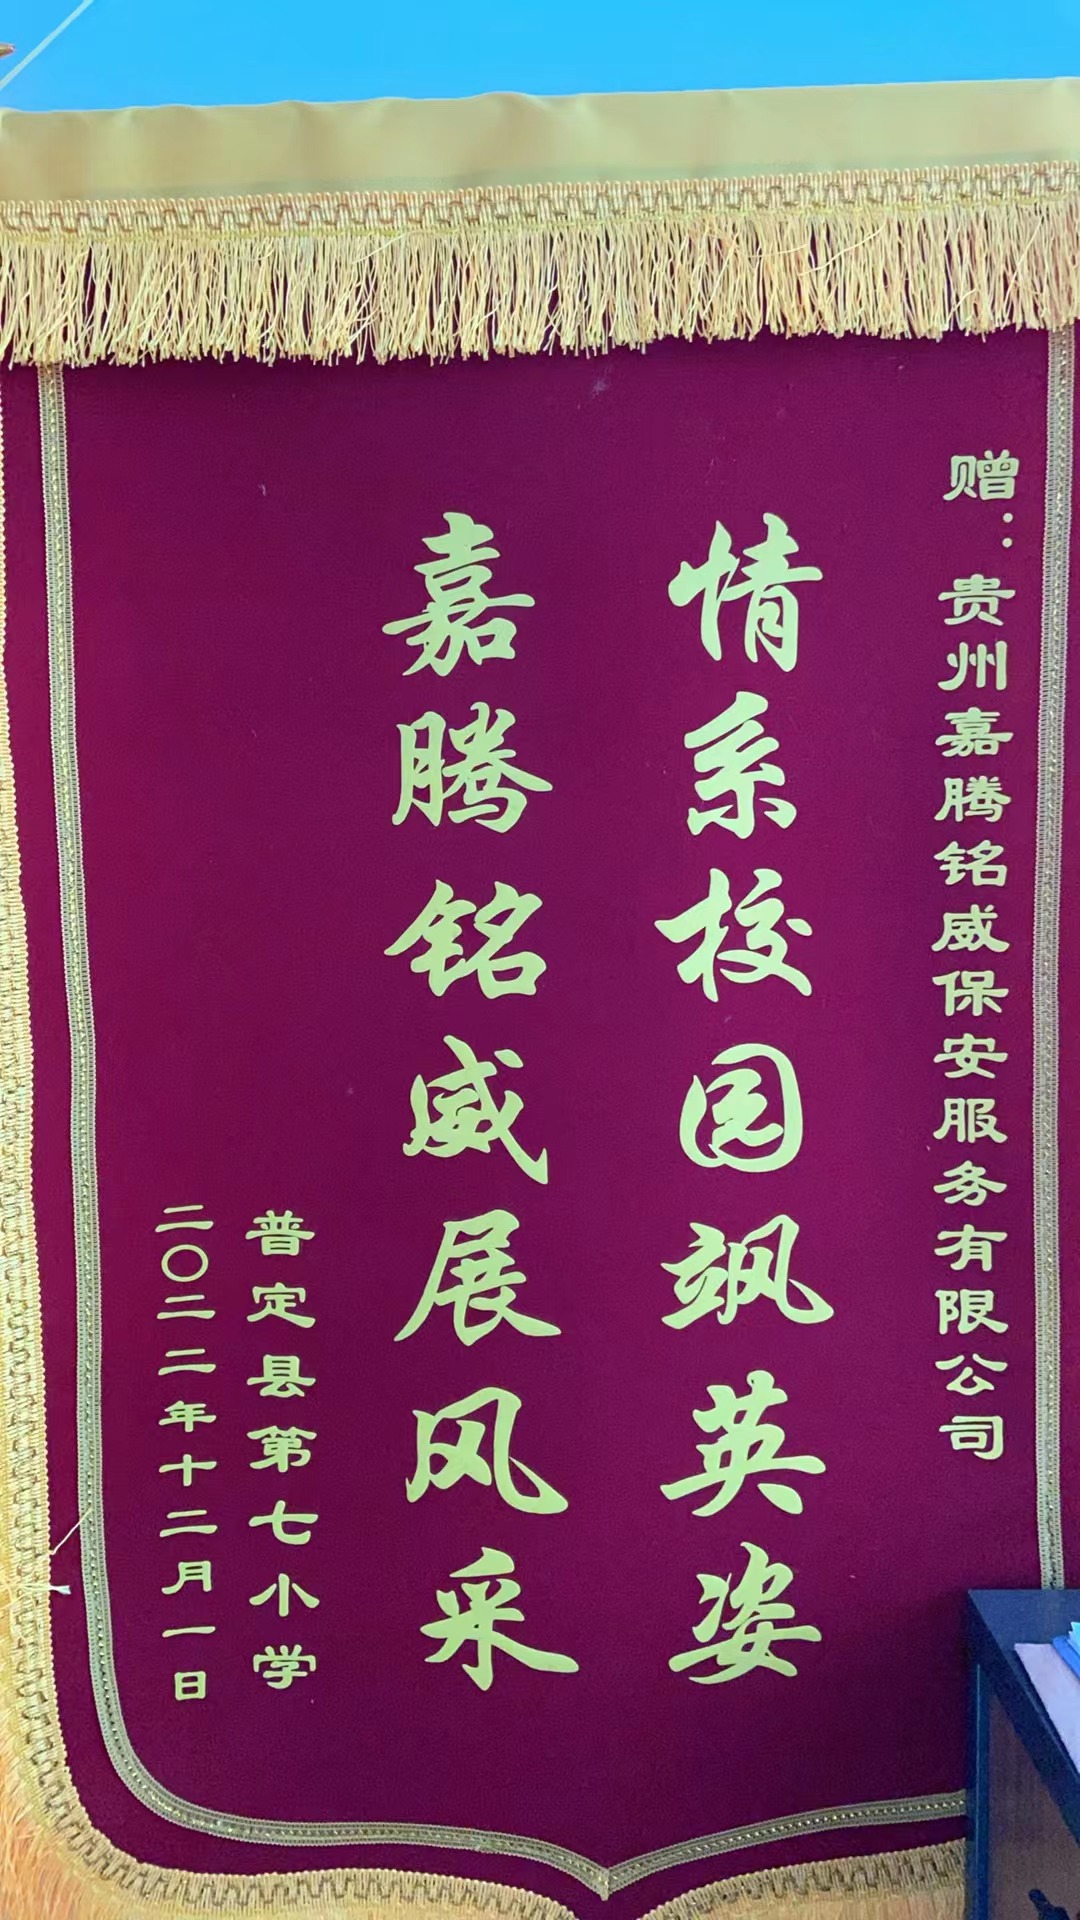 赠：贵州嘉腾铭威保安服务有限公司
情系校园飒英姿
嘉腾铭威展风采
普定县第七小学
二〇二二年十二月一日